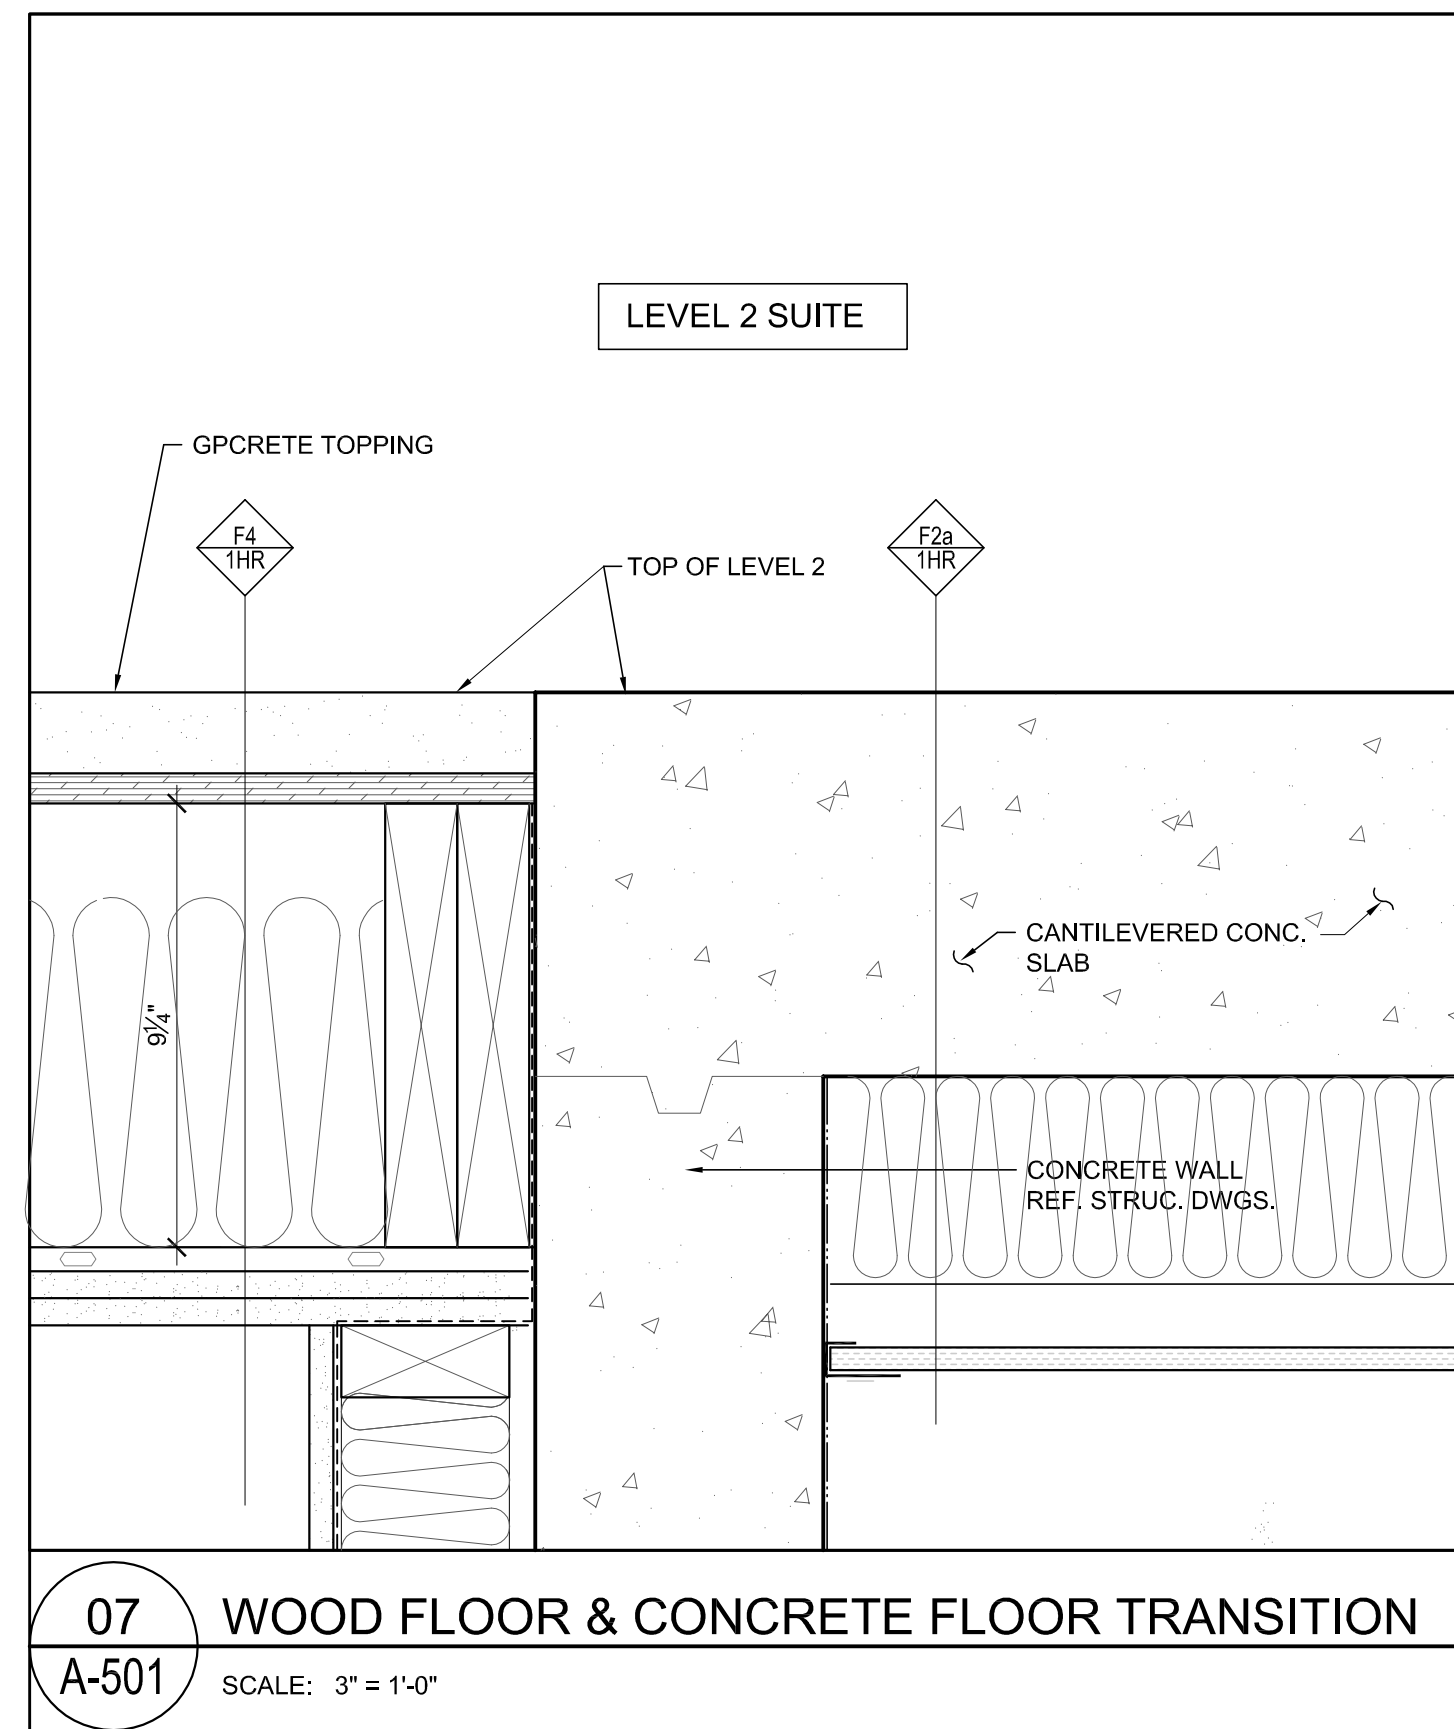 LEVEL 2 SUITE
GPCRETE TOPPING
F4
1HR
F2a
1HR
TOP OF LEVEL 2
CANTILEVERED CONC.
SLAB
9¼"
CONCRETE WALL
REF. STRUC. DWGS.
07
WOOD FLOOR & CONCRETE FLOOR TRANSITION
A-501
SCALE: 3" = 1'-0"